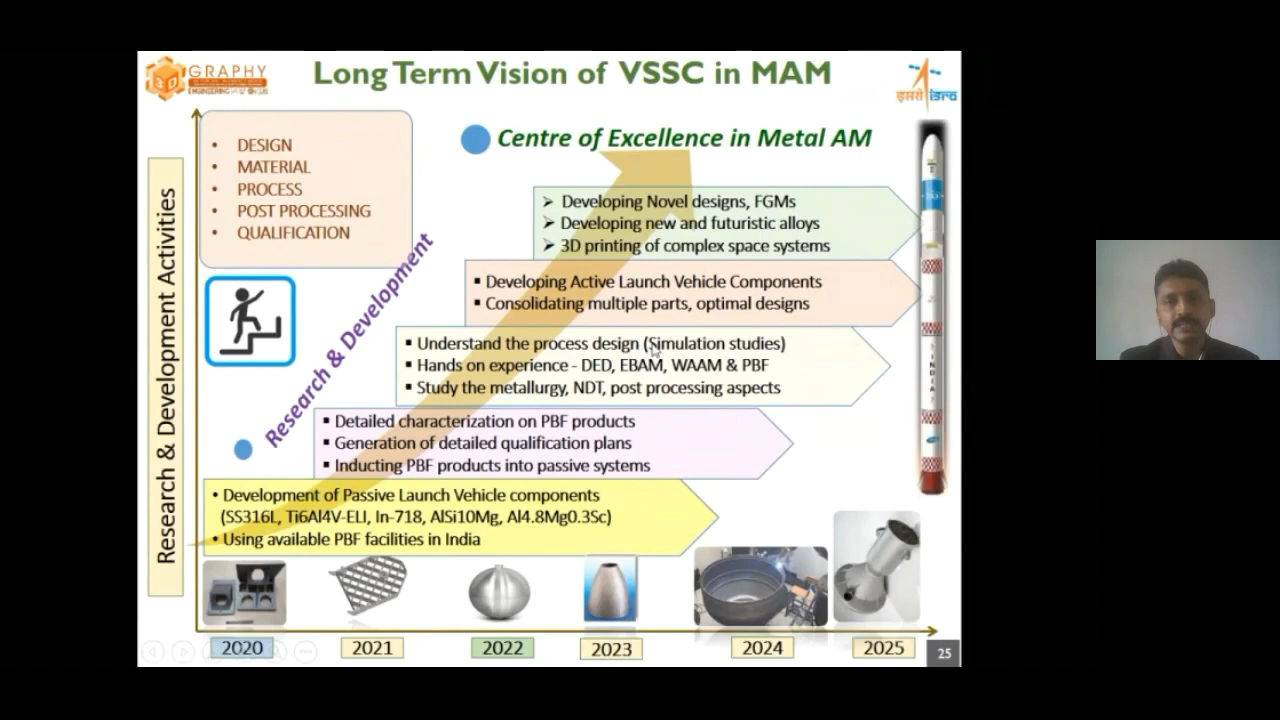 GRAPHY
Long Term Vision of VSSC in MAM
इसरो isro
Research & Development Activities
• DESIGN
• MATERIAL
• PROCESS
• POST PROCESSING
• QUALIFICATION
Centre of Excellence in Metal AM
➢ Developing Novel designs, FGMs
➢ Developing new and futuristic alloys
➢ 3D printing of complex space systems
▪ Developing Active Launch Vehicle Components
▪ Consolidating multiple parts, optimal designs
Research & Development
▪ Understand the process design (Simulation studies)
▪ Hands on experience - DED, EBAM, WAAM & PBF
▪ Study the metallurgy, NDT, post processing aspects
▪ Detailed characterization on PBF products
▪ Generation of detailed qualification plans
▪ Inducting PBF products into passive systems
• Development of Passive Launch Vehicle components
(SS316L, Ti6Al4V-ELI, In-718, AlSi10Mg, Al4.8Mg0.3Sc)
• Using available PBF facilities in India
INDIA
2020 2021 2022 2023 2024 2025
25